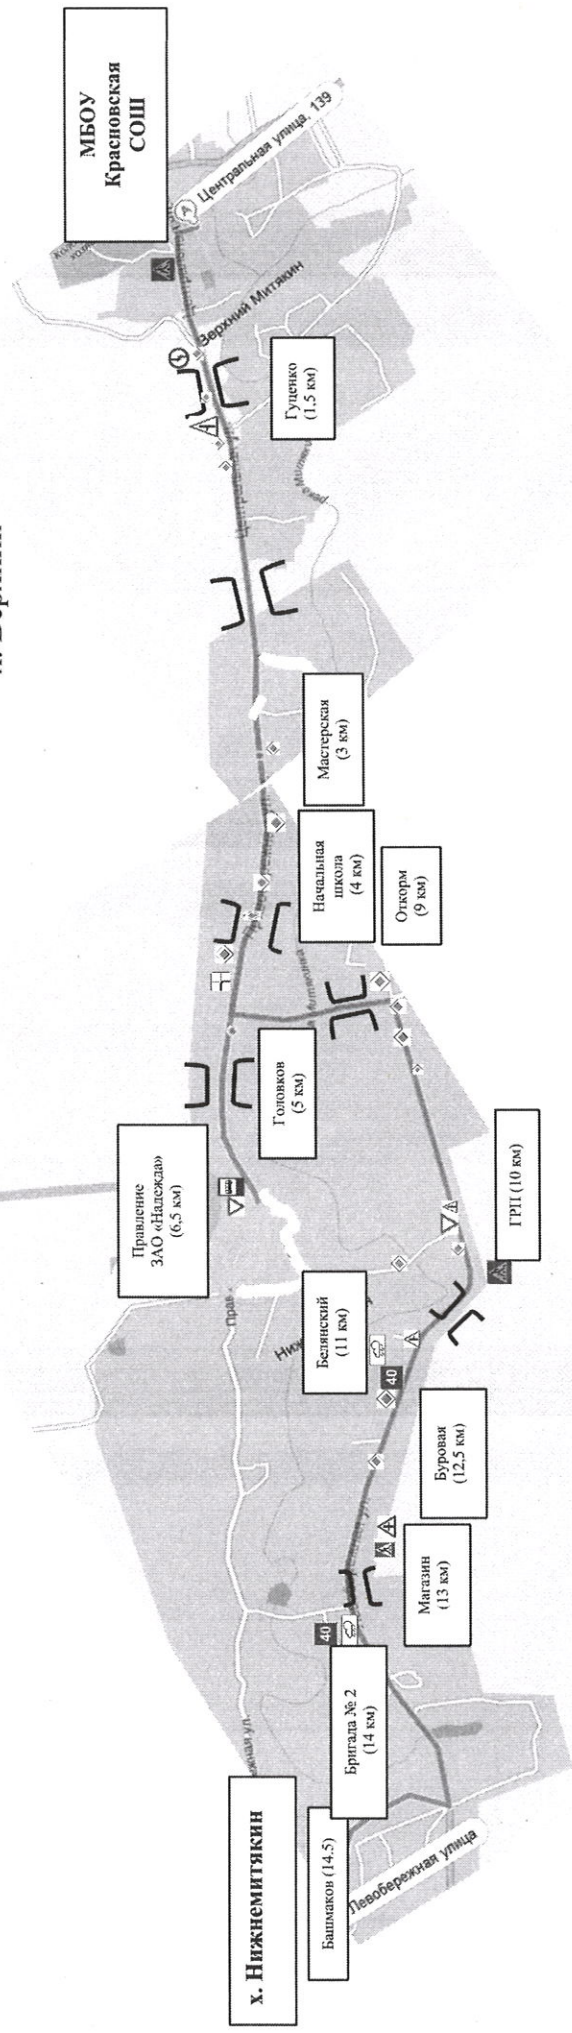 МБОУ
Красновская
СОШ
Центральная улица, 139
Верхний Митякин
Гуценко
(1,5 км)
Мастерская
(3 км)
Начальная
школа
(4 км)
Откорм
(9 км)
Головков
(5 км)
Правление
ЗАО «Надежда»
(6,5 км)
ГРП (10 км)
Белянский
(11 км)
40
Буровая
(12,5 км)
Магазин
(13 км)
40
Бригада № 2
(14 км)
Башмаков (14.5)
х. Нижнемитякин
Левобережная улица